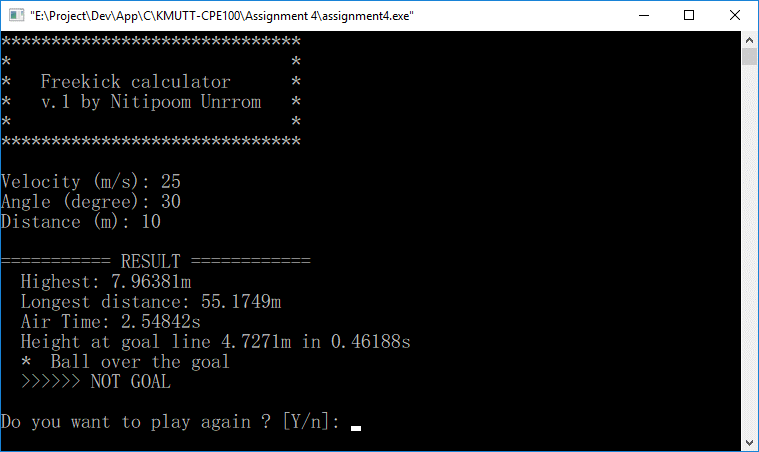 "E:\Project\Dev\App\C\KMUTT-CPE100\Assignment 4\assignment4.exe"
******************************
*                            *
*   Freekick calculator      *
*   v.1 by Nitipoom Unrrom   *
*                            *
******************************
Velocity (m/s): 25
Angle (degree): 30
Distance (m): 10
=========== RESULT ============
  Highest: 7.96381m
  Longest distance: 55.1749m
  Air Time: 2.54842s
  Height at goal line 4.7271m in 0.46188s
  *  Ball over the goal
  >>>>>> NOT GOAL
Do you want to play again ? [Y/n]: